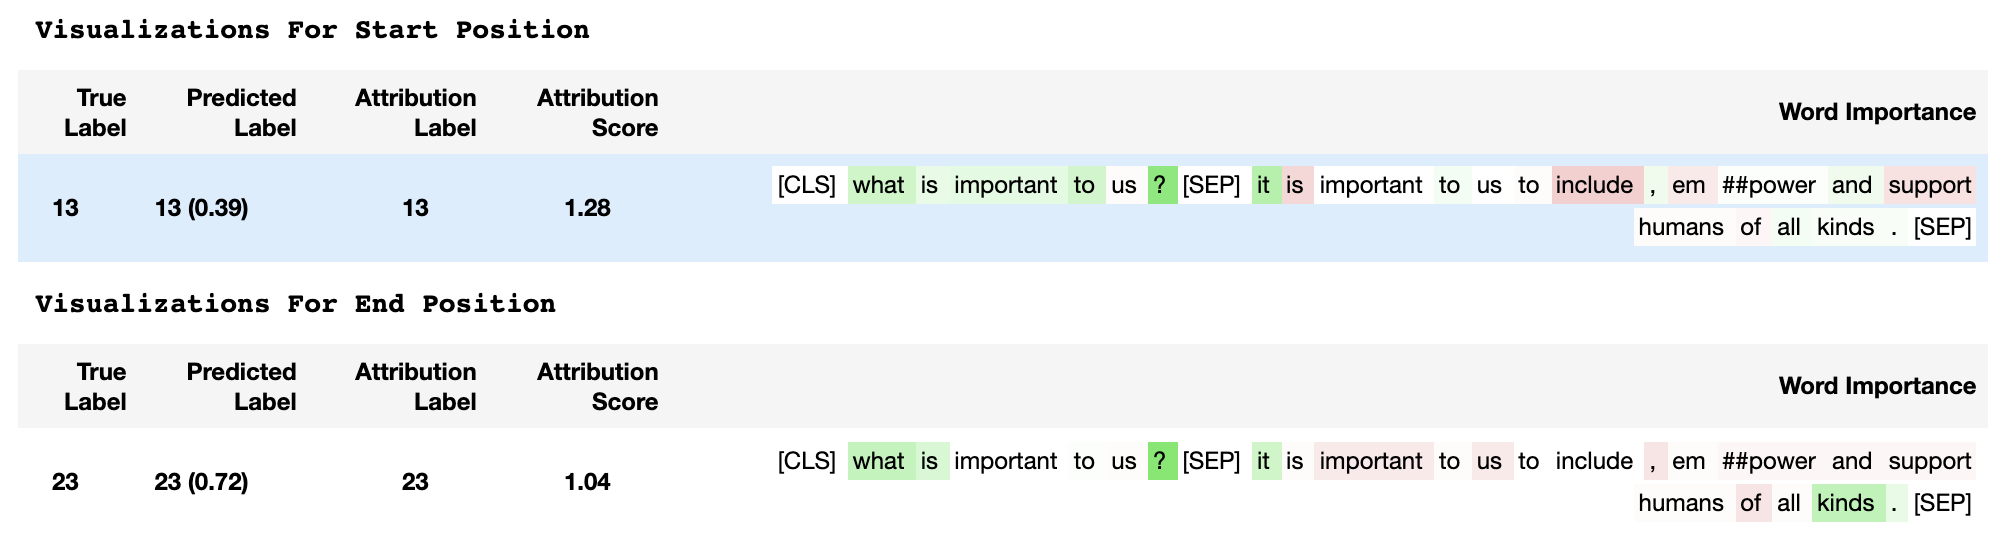 Visualizations For Start Position
True Label Predicted Label Attribution Label Attribution Score Word Importance
13 13 (0.39) 13 1.28 [CLS] what is important to us ? [SEP] it is important to us to include , em ##power and support
humans of all kinds . [SEP]
Visualizations For End Position
True Label Predicted Label Attribution Label Attribution Score Word Importance
23 23 (0.72) 23 1.04 [CLS] what is important to us ? [SEP] it is important to us to include , em ##power and support
humans of all kinds . [SEP]